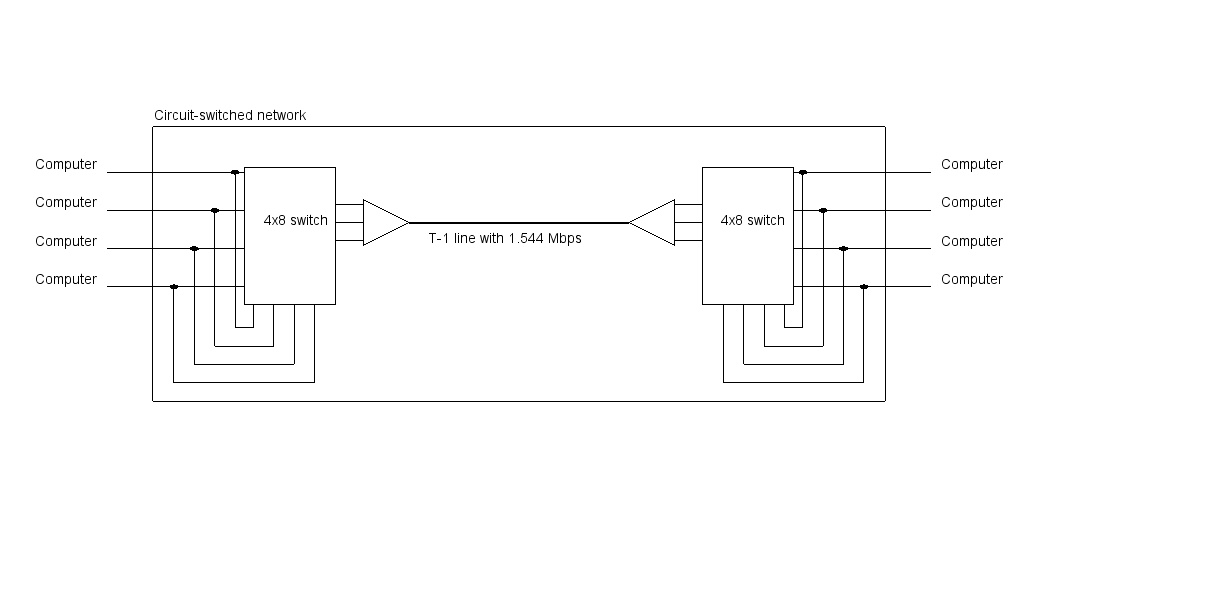 Circuit-switched network
Computer
Computer
Computer
Computer
Computer
Computer
Computer
Computer
4x8 switch
4x8 switch
T-1 line with 1.544 Mbps